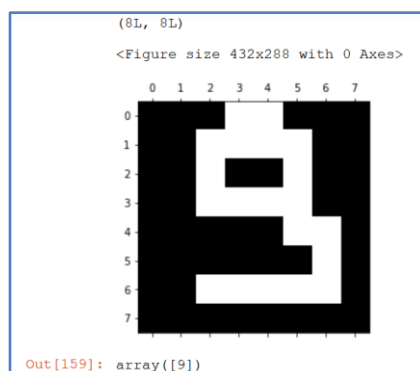 (8L, 8L)
<Figure size 432x288 with 0 Axes>
0 1 2 3 4 5 6 7
0
1
2
3
4
5
6
7
Out[159]: array([9])